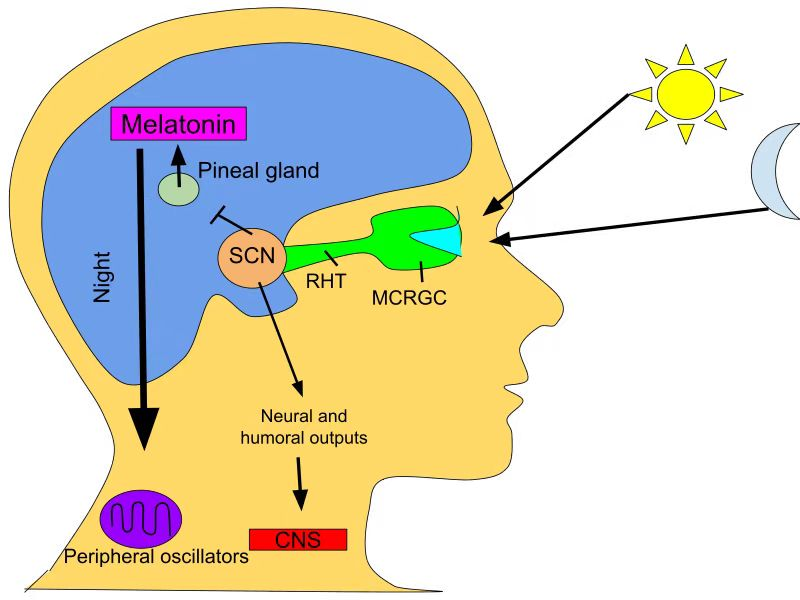 Melatonin
Pineal gland
SCN
RHT
MCRGC
Night
Neural and
humoral outputs
CNS
Peripheral oscillators